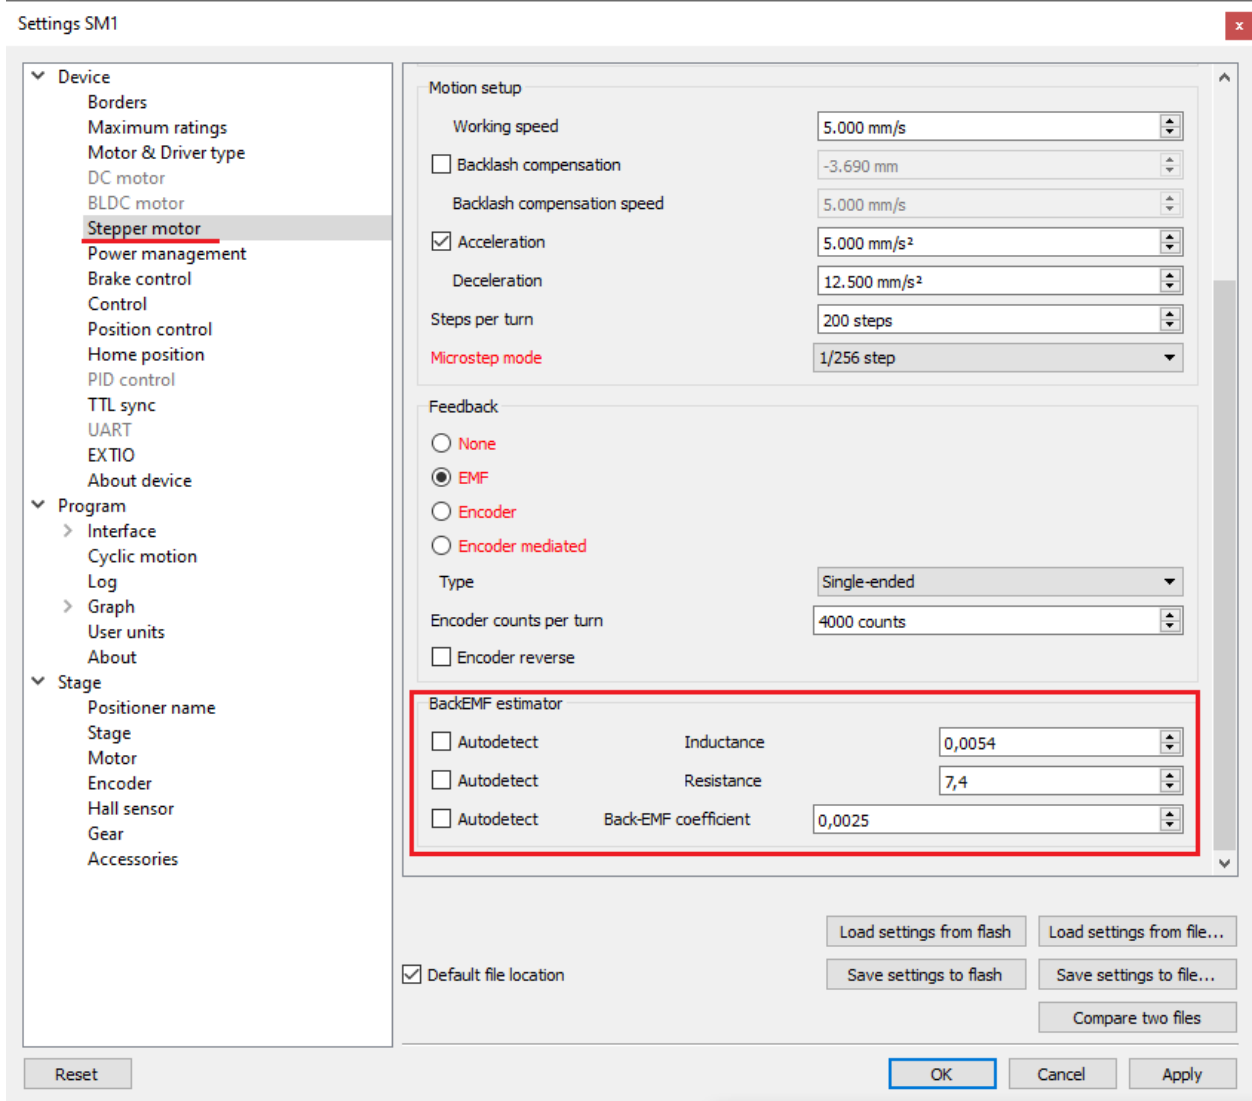 Settings SM1
x
Device
Borders
Maximum ratings
Motor & Driver type
DC motor
BLDC motor
Stepper motor
Power management
Brake control
Control
Position control
Home position
PID control
TTL sync
UART
EXTIO
About device
Program
Interface
Cyclic motion
Log
Graph
User units
About
Stage
Positioner name
Stage
Motor
Encoder
Hall sensor
Gear
Accessories
Motion setup
Working speed 5.000 mm/s
Backlash compensation -3.690 mm
Backlash compensation speed 5.000 mm/s
Acceleration 5.000 mm/s²
Deceleration 12.500 mm/s²
Steps per turn 200 steps
Microstep mode 1/256 step
Feedback
None
EMF
Encoder
Encoder mediated
Type Single-ended
Encoder counts per turn 4000 counts
Encoder reverse
BackEMF estimator
Autodetect Inductance 0,0054
Autodetect Resistance 7,4
Autodetect Back-EMF coefficient 0,0025
Load settings from flash Load settings from file...
Default file location Save settings to flash Save settings to file...
Compare two files
Reset OK Cancel Apply